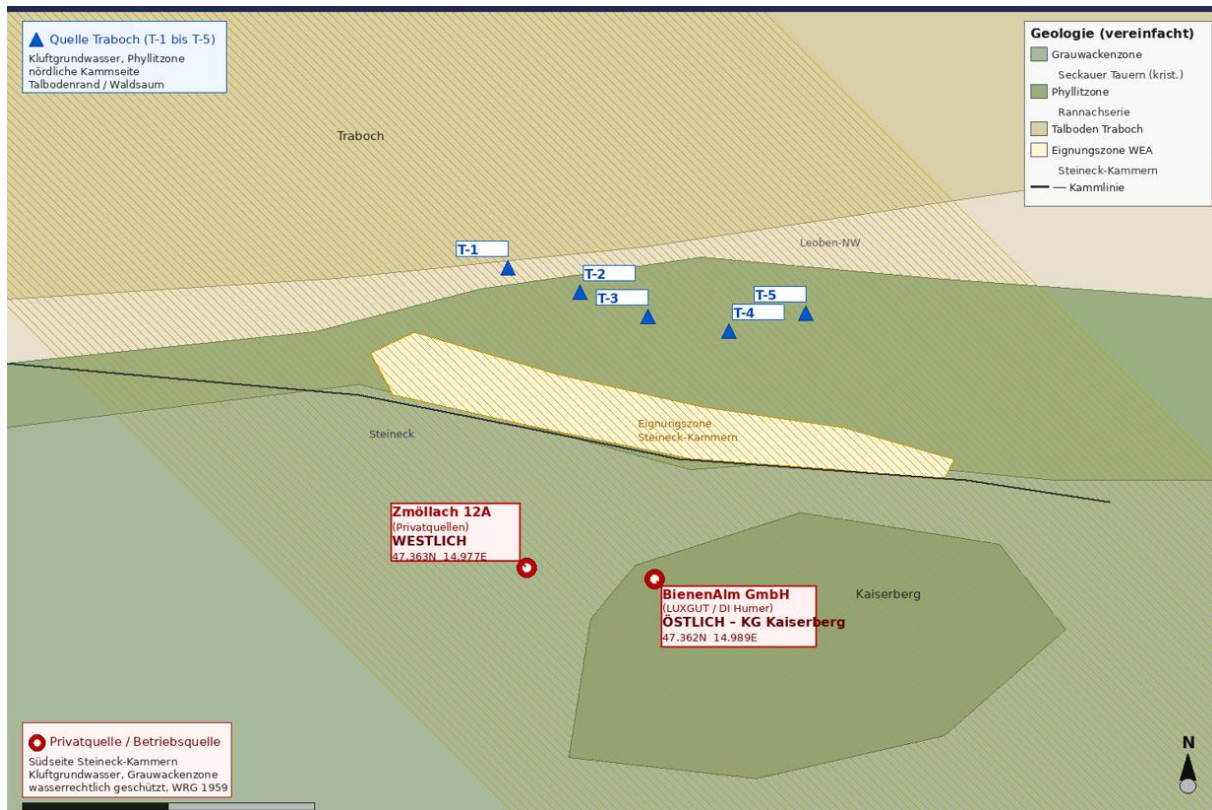 Quelle Traboch (T-1 bis T-5)
Kluftgrundwasser, Phyllitzone
nördliche Kammseite
Talbodenrand / Waldsaum
Geologie (vereinfacht)
Grauwackenzone
Seckauer Tauern (krist.)
Phyllitzone
Rannachserie
Talboden Traboch
Eignungszone WEA
Steineck-Kammern
— Kammlinie
Traboch
Leoben-NW
T-1
T-2
T-3
T-5
T-4
Eignungszone
Steineck-Kammern
Steineck
Zmöllach 12A
(Privatquellen)
WESTLICH
47.363N 14.977E
BienenAlm GmbH
(LUXGUT / DI Humer)
ÖSTLICH – KG Kaiserberg
47.362N 14.989E
Kaiserberg
Privatquelle / Betriebsquelle
Südseite Steineck-Kammern
Kluftgrundwasser, Grauwackenzone
wasserrechtlich geschützt, WRG 1959
N